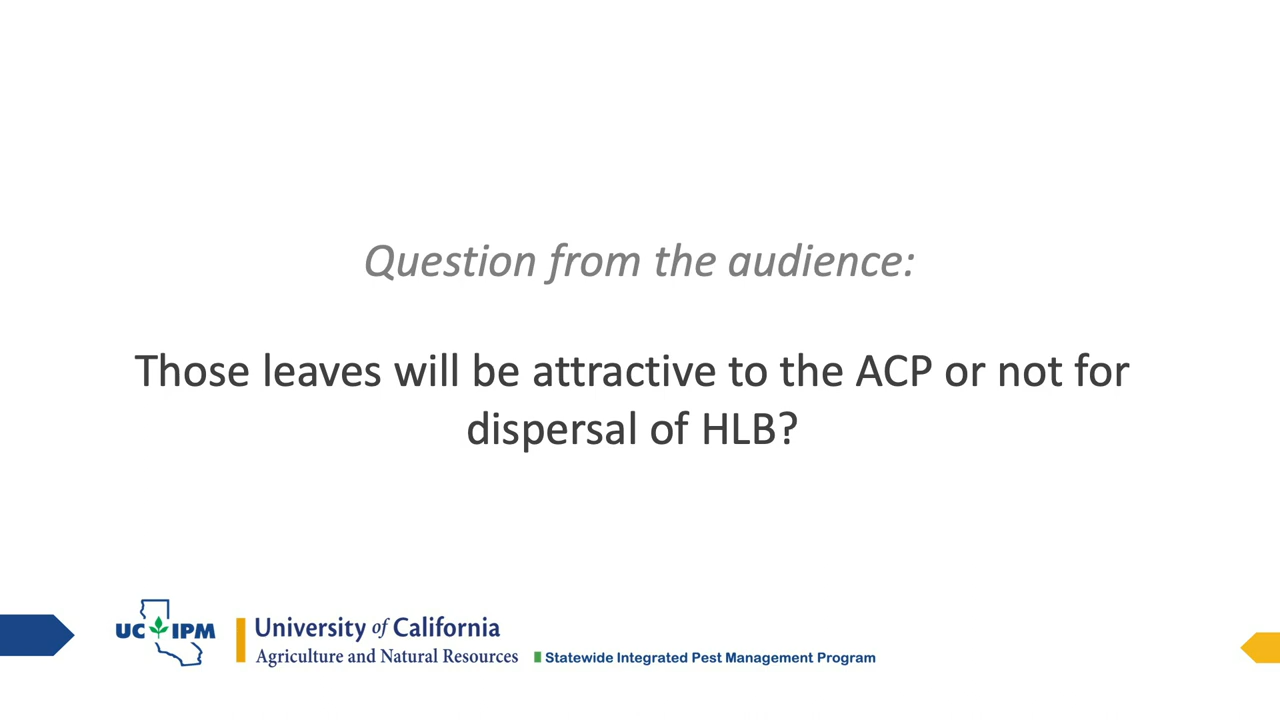 Question from the audience:
Those leaves will be attractive to the ACP or not for
dispersal of HLB?
UC IPM
University of California
Agriculture and Natural Resources
Statewide Integrated Pest Management Program